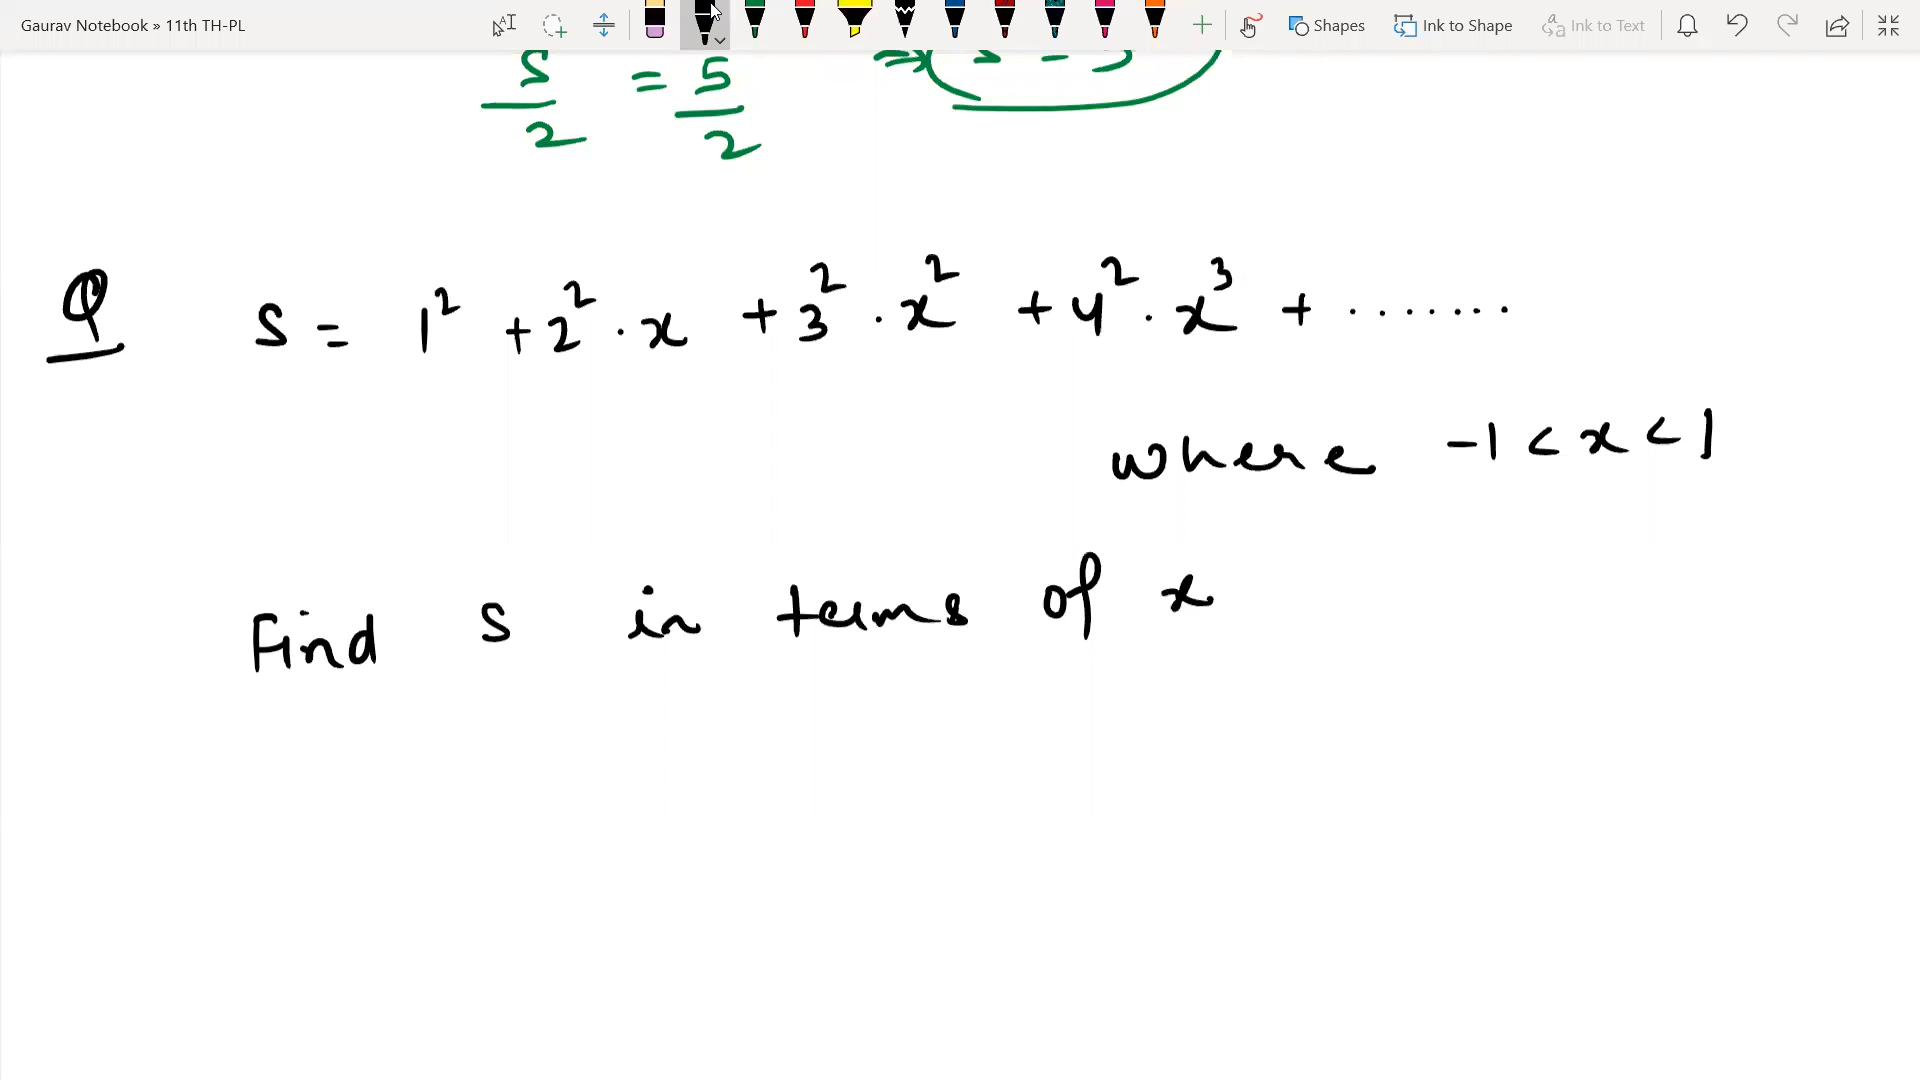 Gaurav Notebook » 11th TH-PL Shapes Ink to Shape Ink to Text
S/2 = 5/2 ⇒
Q S = 1² + 2² · x + 3² · x² + 4² · x³ + .......
where -1 < x < 1
Find S in terms of x